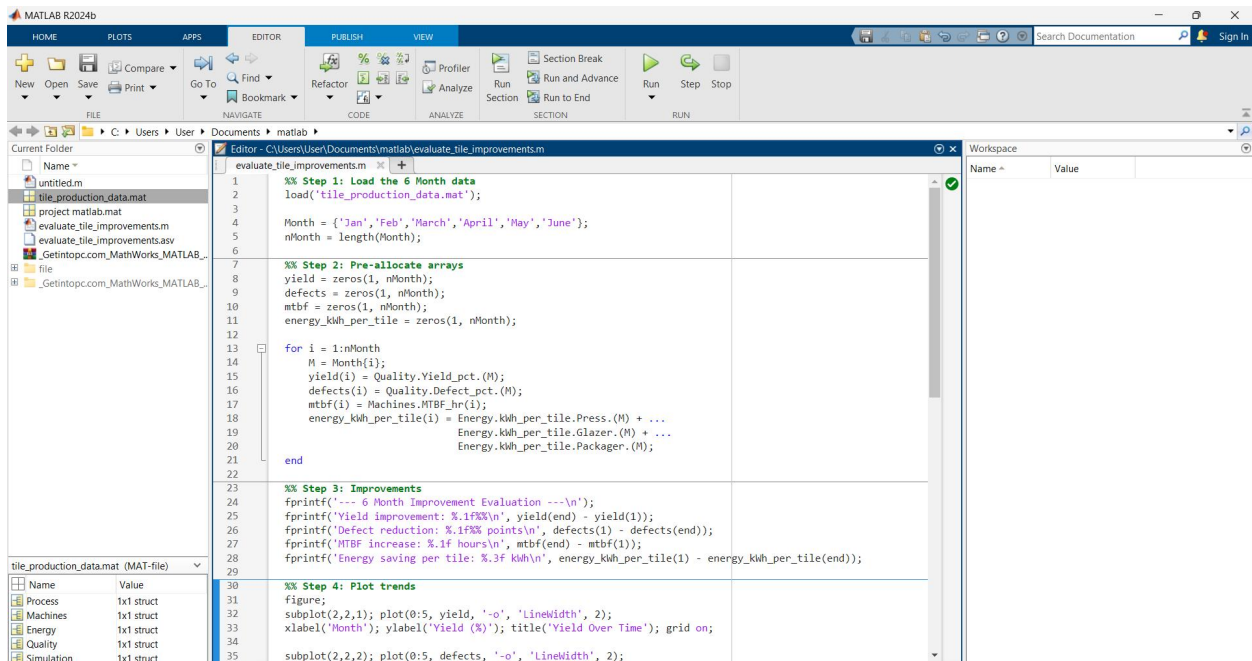 MATLAB R2024b
HOME PLOTS APPS EDITOR PUBLISH VIEW Search Documentation Sign In
New Open Save Compare Print Go To Find Bookmark Refactor Profiler Analyze Run Section Section Break Run and Advance Run to End Run Step Stop
FILE NAVIGATE CODE ANALYZE SECTION RUN
C: Users User Documents matlab
Current Folder
Name
untitled.m
tile_production_data.mat
project matlab.mat
evaluate_tile_improvements.m
evaluate_tile_improvements.asv
_Getintopc.com_MathWorks_MATLAB_..
file
_Getintopc.com_MathWorks_MATLAB_..
tile_production_data.mat (MAT-file)
Name Value
Process 1x1 struct
Machines 1x1 struct
Energy 1x1 struct
Quality 1x1 struct
Simulation 1x1 struct
Editor - C:\Users\User\Documents\matlab\evaluate_tile_improvements.m
evaluate_tile_improvements.m
1 %% Step 1: Load the 6 Month data
2 load('tile_production_data.mat');
3
4 Month = {'Jan','Feb','March','April','May','June'};
5 nMonth = length(Month);
6
7 %% Step 2: Pre-allocate arrays
8 yield = zeros(1, nMonth);
9 defects = zeros(1, nMonth);
10 mtbf = zeros(1, nMonth);
11 energy_kWh_per_tile = zeros(1, nMonth);
12
13 for i = 1:nMonth
14 M = Month{i};
15 yield(i) = Quality.Yield_pct.(M);
16 defects(i) = Quality.Defect_pct.(M);
17 mtbf(i) = Machines.MTBF_hr(i);
18 energy_kWh_per_tile(i) = Energy.kWh_per_tile.Press.(M) + ...
19 Energy.kWh_per_tile.Glazer.(M) + ...
20 Energy.kWh_per_tile.Packager.(M);
21 end
22
23 %% Step 3: Improvements
24 fprintf('--- 6 Month Improvement Evaluation ---\n');
25 fprintf('Yield improvement: %.1f%%\n', yield(end) - yield(1));
26 fprintf('Defect reduction: %.1f%% points\n', defects(1) - defects(end));
27 fprintf('MTBF increase: %.1f hours\n', mtbf(end) - mtbf(1));
28 fprintf('Energy saving per tile: %.3f kWh\n', energy_kWh_per_tile(1) - energy_kWh_per_tile(end));
29
30 %% Step 4: Plot trends
31 figure;
32 subplot(2,2,1); plot(0:5, yield, '-o', 'LineWidth', 2);
33 xlabel('Month'); ylabel('Yield (%)'); title('Yield Over Time'); grid on;
34
35 subplot(2,2,2); plot(0:5, defects, '-o', 'LineWidth', 2);
Workspace
Name Value